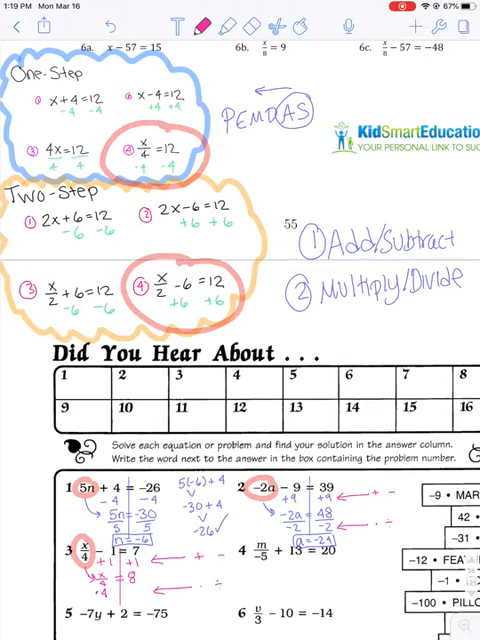 1:19 PM Mon Mar 16
67%
6a. x − 57 = 15
6b. x/8 = 9
6c. x/8 − 57 = −48
One-Step
① x+4=12
-4 -4
② x-4=12
+4 +4
③ 4x=12
4 4
④ x/4 =12
·4 ·4
PEMDAS
KidSmartEducatio
YOUR PERSONAL LINK TO SUC
Two-Step
① 2x+6=12
-6 -6
② 2x-6=12
+6 +6
③ x/2 +6=12
-6 -6
④ x/2 -6=12
+6 +6
55
① Add/Subtract
② Multiply/Divide
Did You Hear About . . .
1 2 3 4 5 6 7 8
9 10 11 12 13 14 15 16
Solve each equation or problem and find your solution in the answer column.
Write the word next to the answer in the box containing the problem number.
1 5n + 4 = −26
-4 -4
5n = -30
5 5
n=-6
5(-6)+4
-30+4
-26✓
2 −2a − 9 = 39
+9 +9
-2a = 48
-2 -2
a=-24
+ -
· ÷
3 x/4 − 1 = 7
+1 +1
x/4 = 8
·4
+ -
· ÷
4 m/−5 + 13 = 20
5 −7y + 2 = −75
6 v/3 − 10 = −14
−9 • MAR
42 •
−31 •
−12 • FEA
−1 •
−100 • PILLO